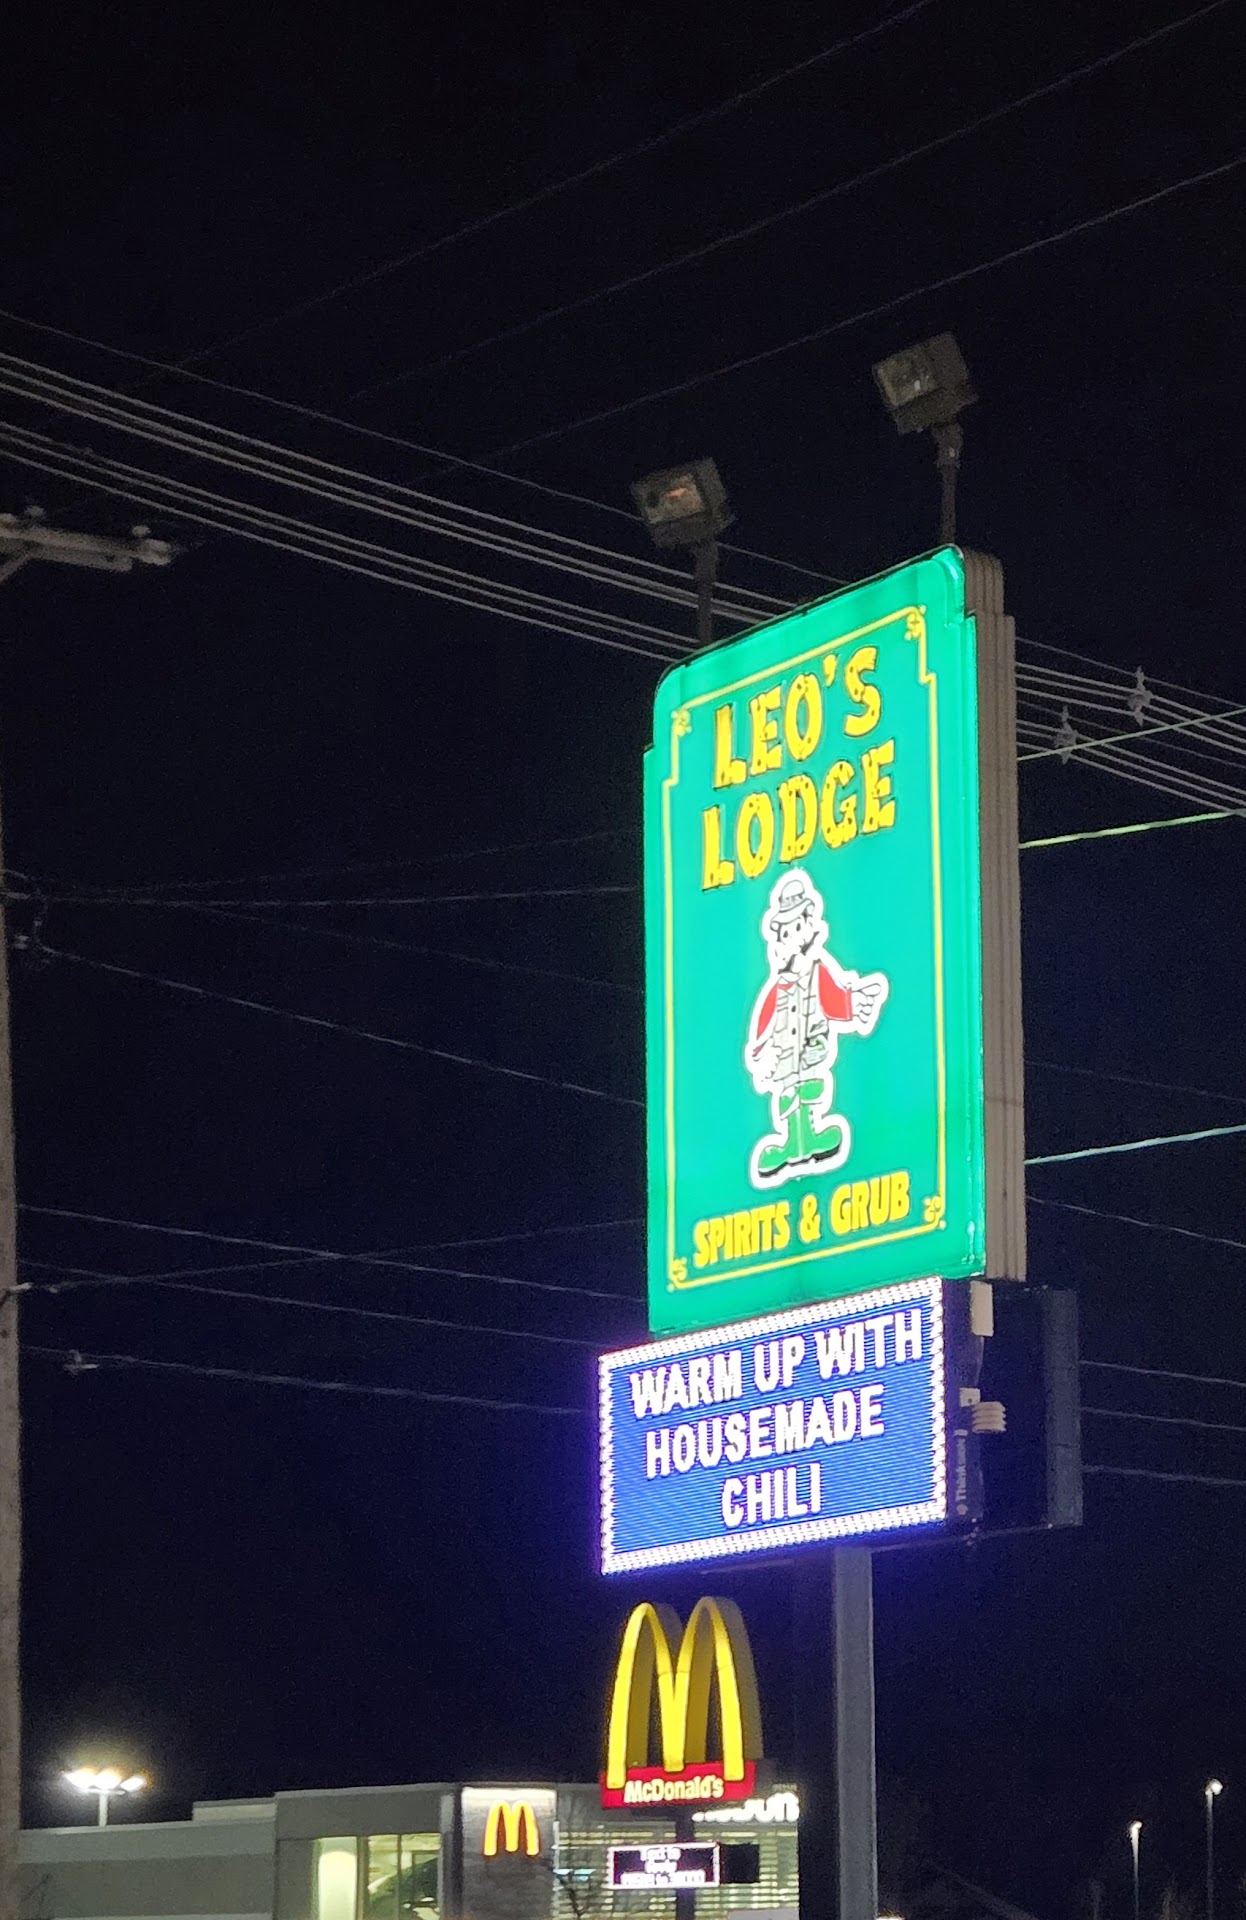 LEO'S
LODGE
SPIRITS & GRUB
WARM UP WITH
HOUSEMADE
CHILI
McDonald's